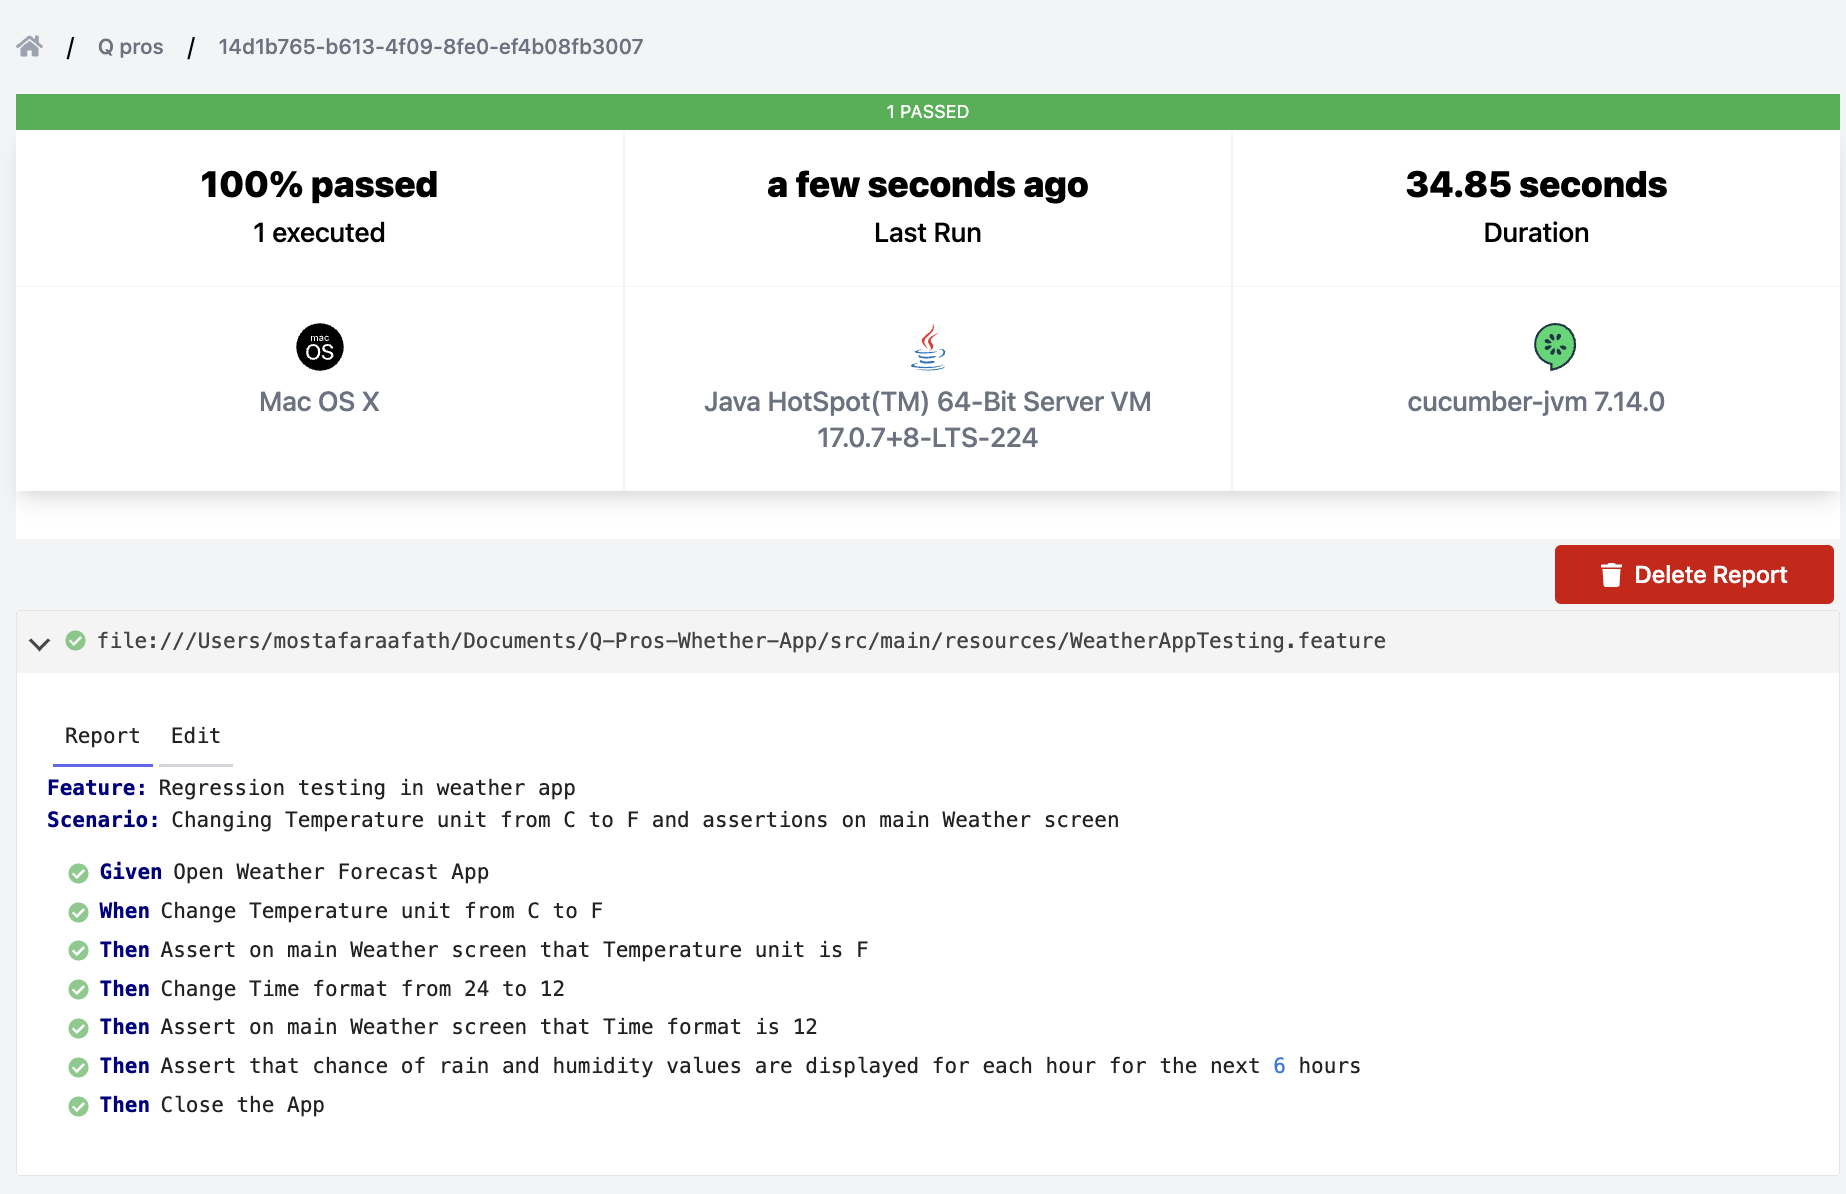 / Q pros / 14d1b765-b613-4f09-8fe0-ef4b08fb3007
1 PASSED
100% passed
1 executed
a few seconds ago
Last Run
34.85 seconds
Duration
mac
OS
Mac OS X
Java HotSpot(TM) 64-Bit Server VM
17.0.7+8-LTS-224
cucumber-jvm 7.14.0
Delete Report
file:///Users/mostafaraafath/Documents/Q-Pros-Whether-App/src/main/resources/WeatherAppTesting.feature
Report Edit
Feature: Regression testing in weather app
Scenario: Changing Temperature unit from C to F and assertions on main Weather screen
Given Open Weather Forecast App
When Change Temperature unit from C to F
Then Assert on main Weather screen that Temperature unit is F
Then Change Time format from 24 to 12
Then Assert on main Weather screen that Time format is 12
Then Assert that chance of rain and humidity values are displayed for each hour for the next 6 hours
Then Close the App